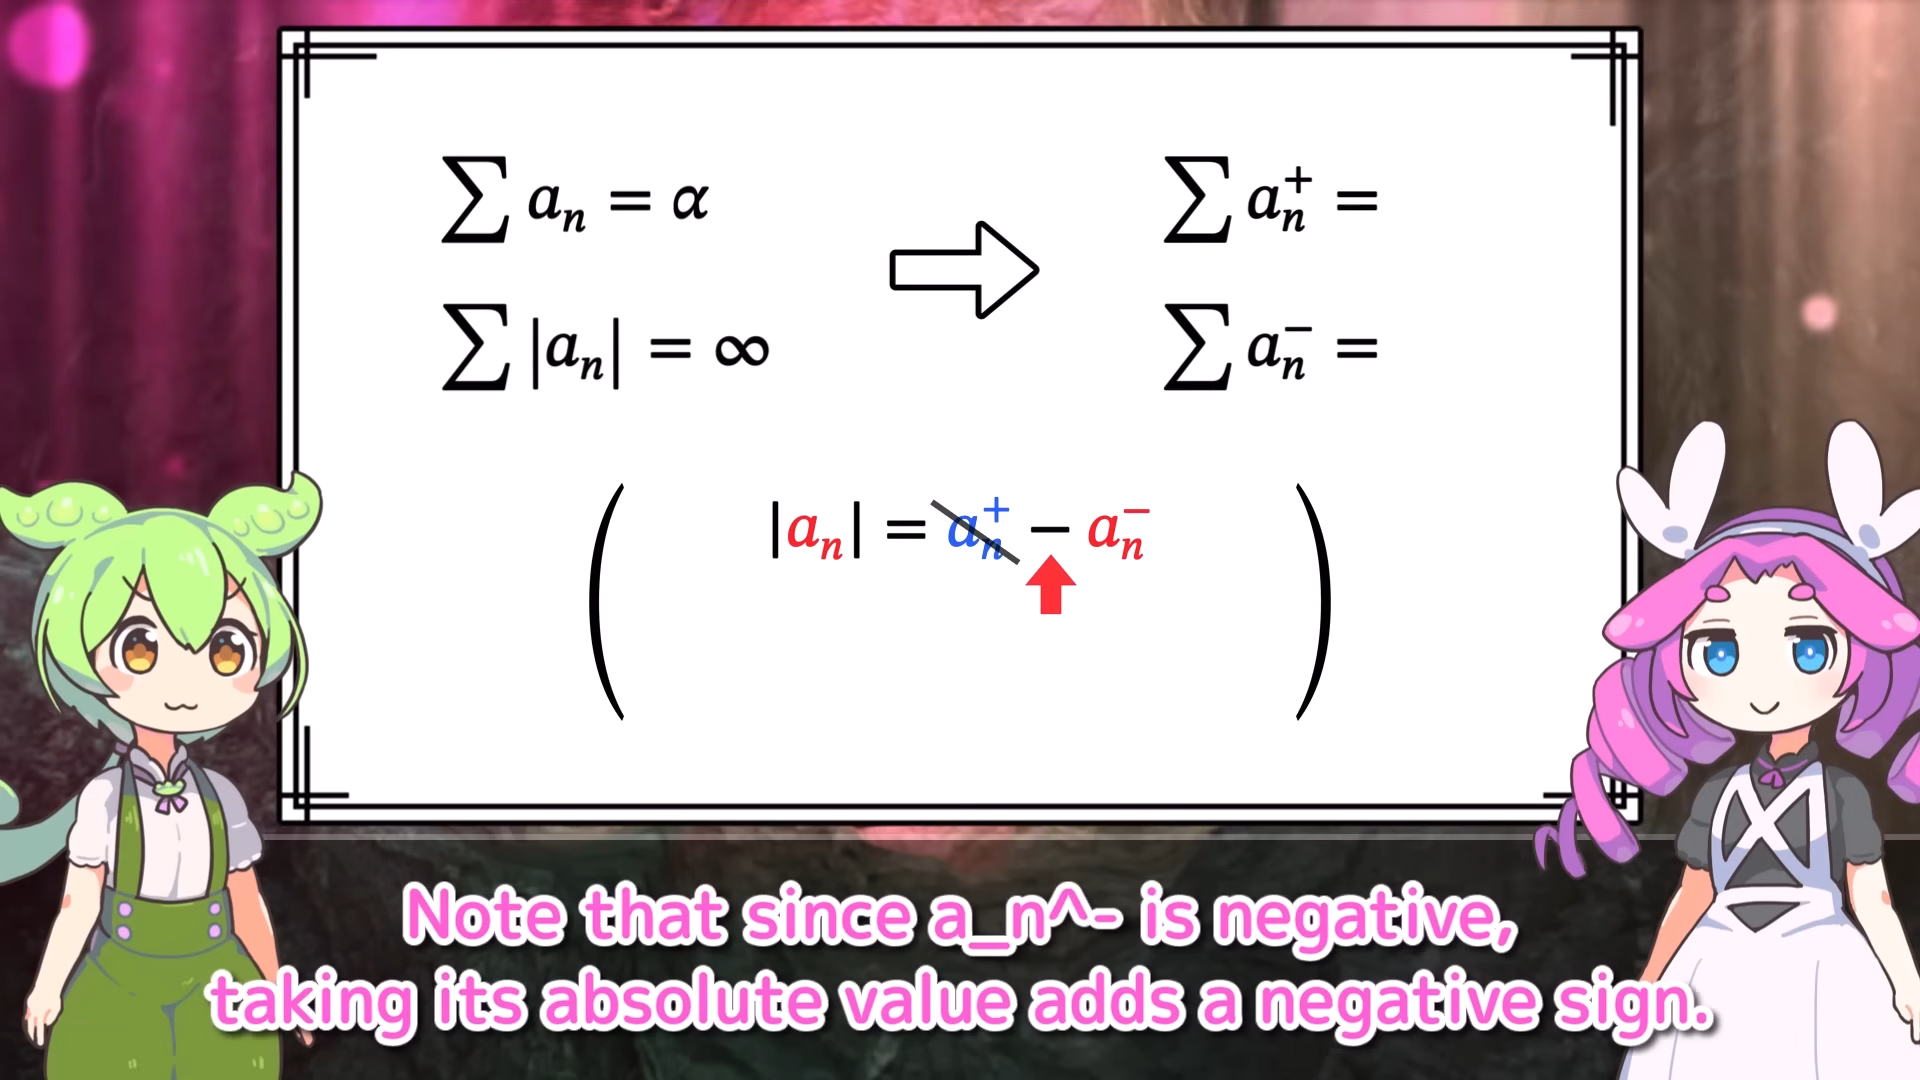 ∑ aₙ = α
∑ |aₙ| = ∞
⇨
∑ aₙ⁺ =
∑ aₙ⁻ =
( |aₙ| = aₙ⁺ − aₙ⁻ )
Note that since a_n^- is negative,
taking its absolute value adds a negative sign.